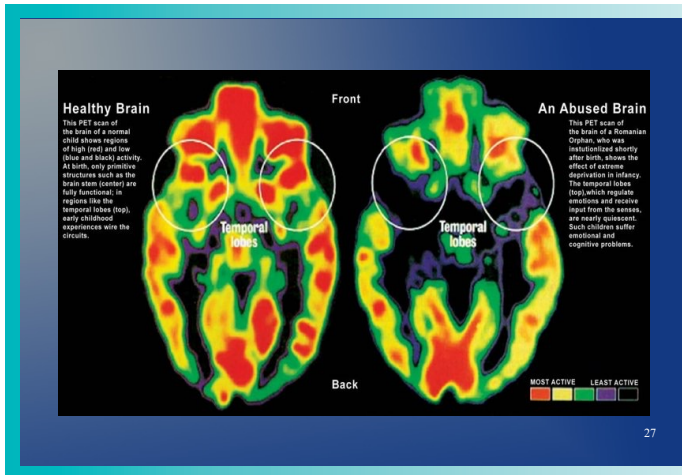 Front
Healthy Brain
This PET scan of
the brain of a normal
child shows regions
of high (red) and low
(blue and black) activity.
At birth, only primitive
structures such as the
brain stem (center) are
fully functional; in
regions like the
temporal lobes (top),
early childhood
experiences wire the
circuits.
Temporal
lobes
An Abused Brain
This PET scan of
the brain of a Romanian
Orphan, who was
instutionlized shortly
after birth, shows the
effect of extreme
deprivation in infancy.
The temporal lobes
(top),which regulate
emotions and receive
input from the senses,
are nearly quiescent.
Such children suffer
emotional and
cognitive problems.
Temporal
lobes
Back
MOST ACTIVE LEAST ACTIVE
27